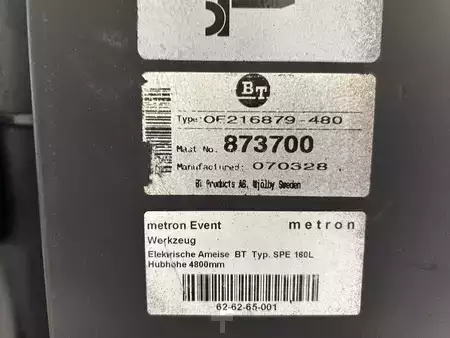 BT
Type: OF216879-480
Mast No. 873700
Manufactured: 070328
BT Products AB, Mjölby Sweden
metron Event metron
Werkzeug
Elektrische Ameise BT Typ. SPE 160L
Hubhöhe 4800mm
62-62-65-001